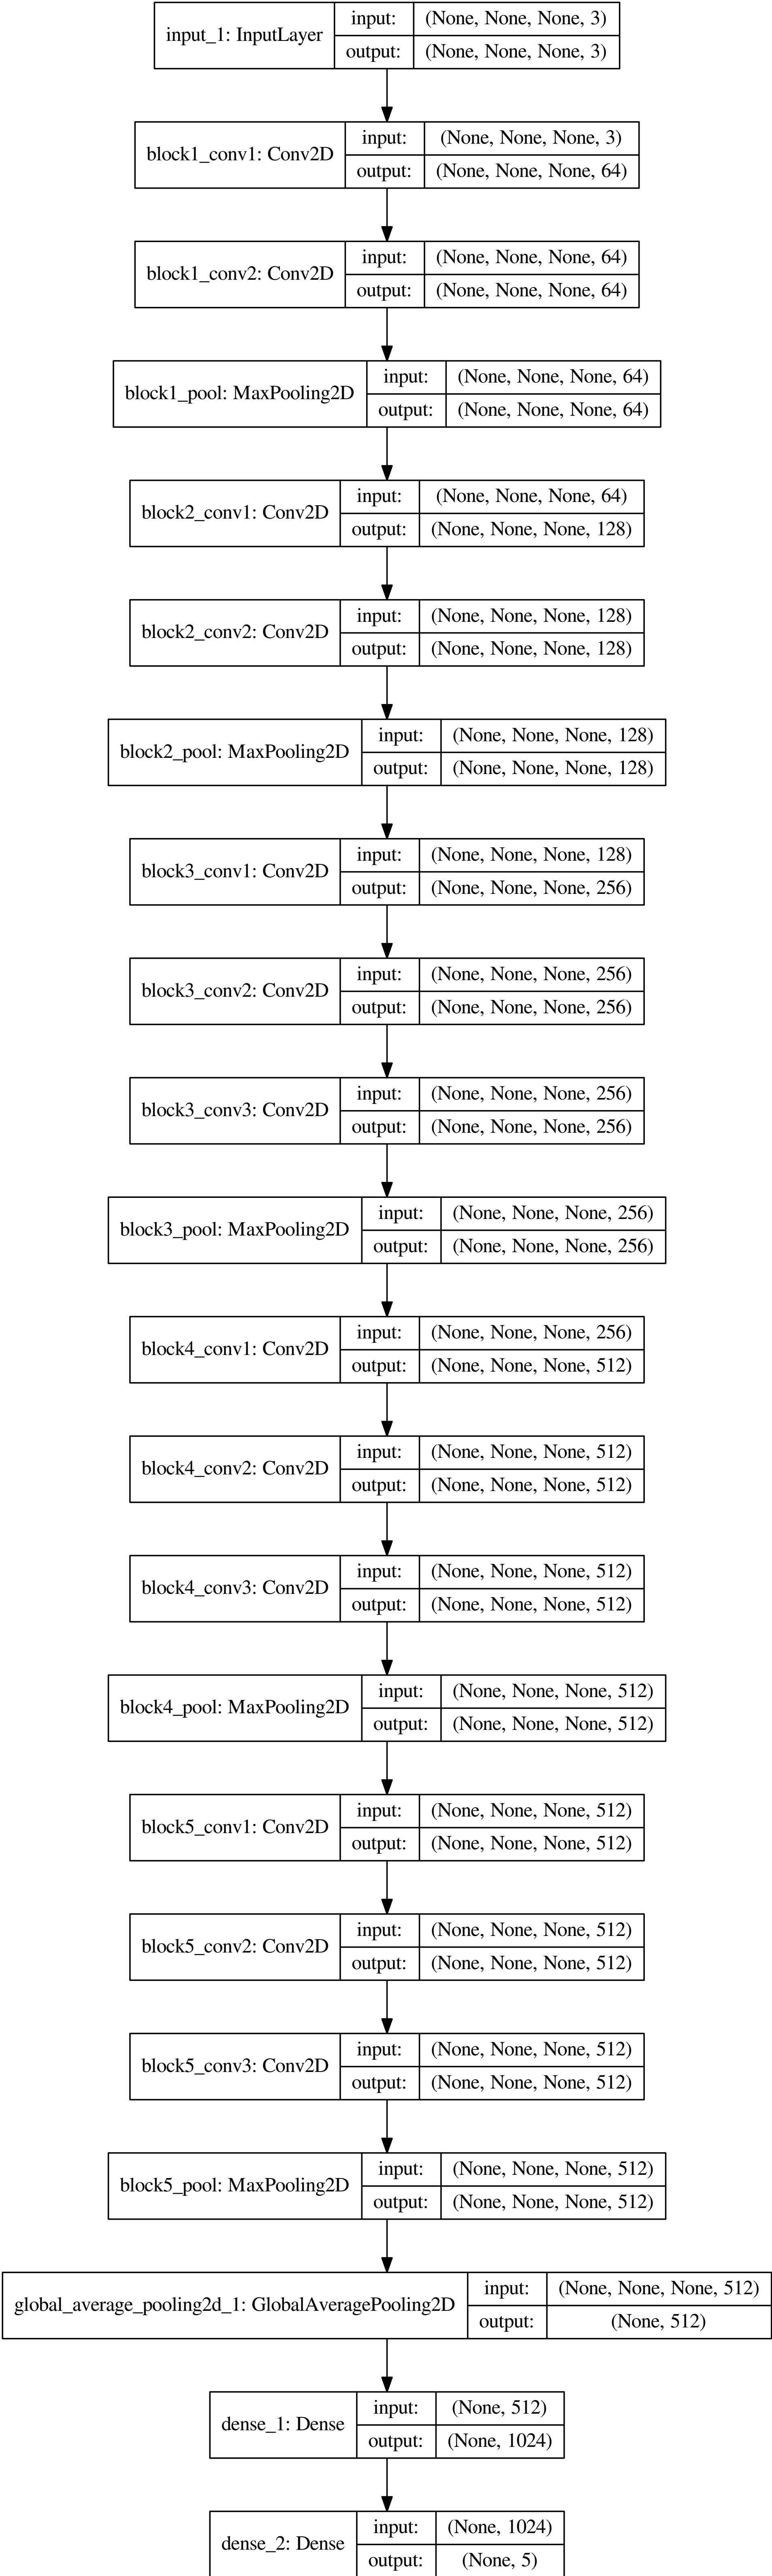 input_1: InputLayer
input: (None, None, None, 3)
output: (None, None, None, 3)
block1_conv1: Conv2D
input: (None, None, None, 3)
output: (None, None, None, 64)
block1_conv2: Conv2D
input: (None, None, None, 64)
output: (None, None, None, 64)
block1_pool: MaxPooling2D
input: (None, None, None, 64)
output: (None, None, None, 64)
block2_conv1: Conv2D
input: (None, None, None, 64)
output: (None, None, None, 128)
block2_conv2: Conv2D
input: (None, None, None, 128)
output: (None, None, None, 128)
block2_pool: MaxPooling2D
input: (None, None, None, 128)
output: (None, None, None, 128)
block3_conv1: Conv2D
input: (None, None, None, 128)
output: (None, None, None, 256)
block3_conv2: Conv2D
input: (None, None, None, 256)
output: (None, None, None, 256)
block3_conv3: Conv2D
input: (None, None, None, 256)
output: (None, None, None, 256)
block3_pool: MaxPooling2D
input: (None, None, None, 256)
output: (None, None, None, 256)
block4_conv1: Conv2D
input: (None, None, None, 256)
output: (None, None, None, 512)
block4_conv2: Conv2D
input: (None, None, None, 512)
output: (None, None, None, 512)
block4_conv3: Conv2D
input: (None, None, None, 512)
output: (None, None, None, 512)
block4_pool: MaxPooling2D
input: (None, None, None, 512)
output: (None, None, None, 512)
block5_conv1: Conv2D
input: (None, None, None, 512)
output: (None, None, None, 512)
block5_conv2: Conv2D
input: (None, None, None, 512)
output: (None, None, None, 512)
block5_conv3: Conv2D
input: (None, None, None, 512)
output: (None, None, None, 512)
block5_pool: MaxPooling2D
input: (None, None, None, 512)
output: (None, None, None, 512)
global_average_pooling2d_1: GlobalAveragePooling2D
input: (None, None, None, 512)
output: (None, 512)
dense_1: Dense
input: (None, 512)
output: (None, 1024)
dense_2: Dense
input: (None, 1024)
output: (None, 5)